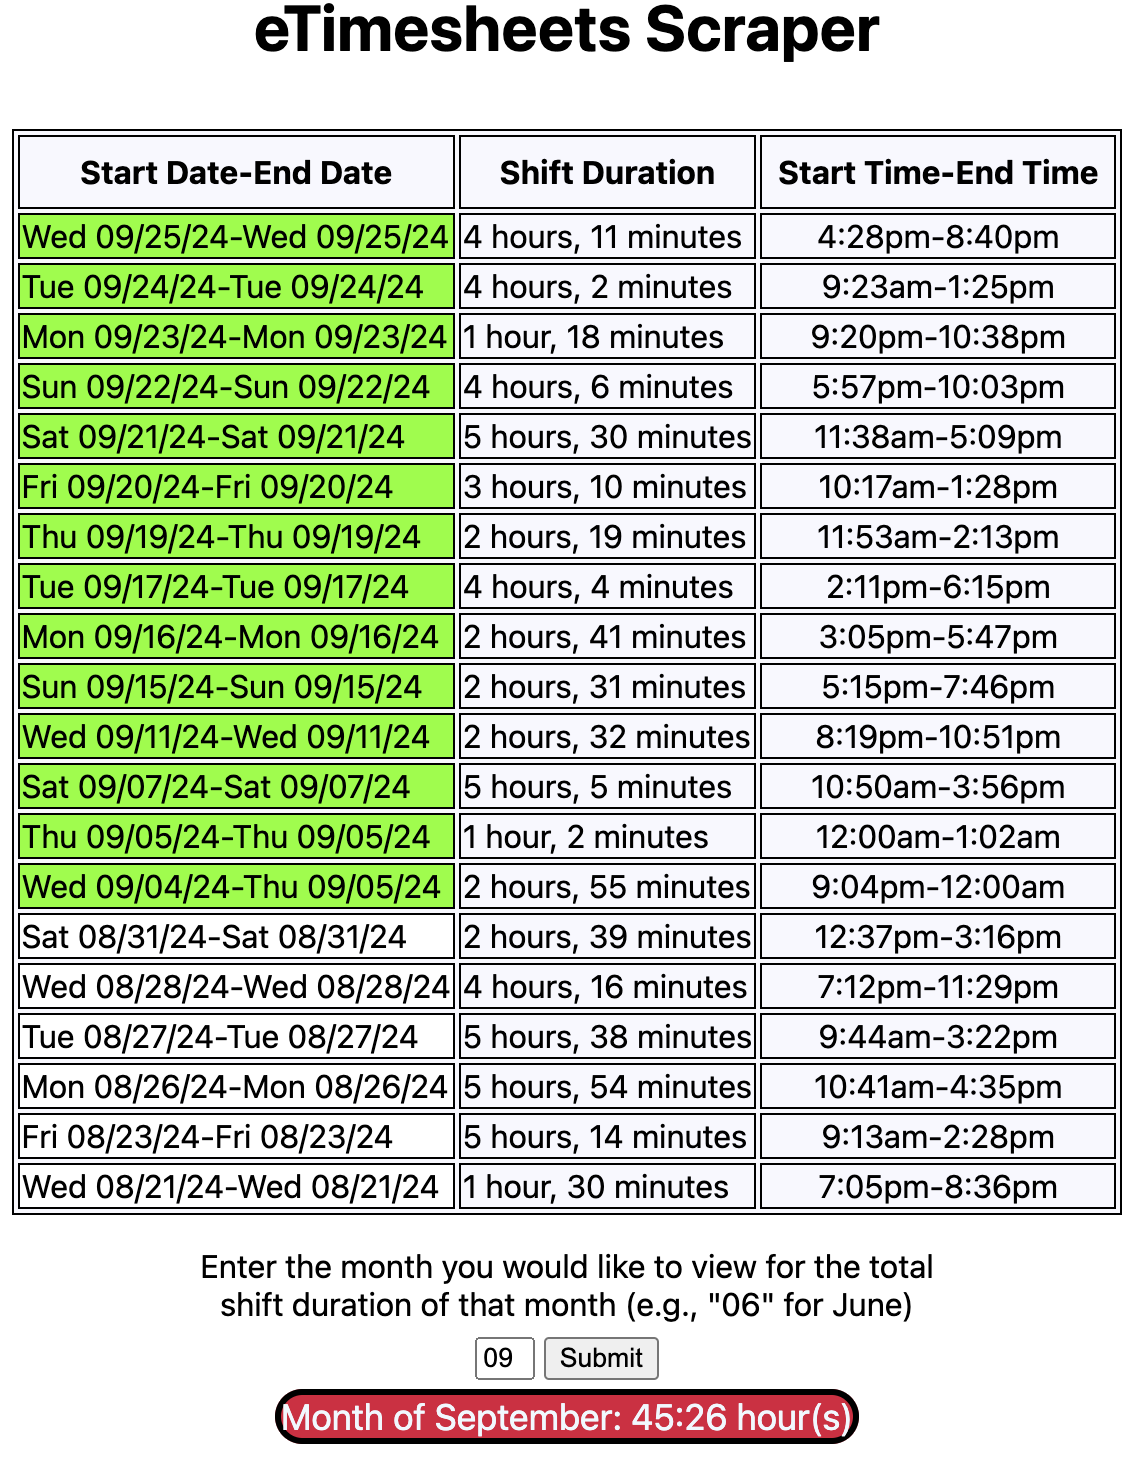 eTimesheets Scraper
Start Date-End Date Shift Duration Start Time-End Time
Wed 09/25/24-Wed 09/25/24 4 hours, 11 minutes 4:28pm-8:40pm
Tue 09/24/24-Tue 09/24/24 4 hours, 2 minutes 9:23am-1:25pm
Mon 09/23/24-Mon 09/23/24 1 hour, 18 minutes 9:20pm-10:38pm
Sun 09/22/24-Sun 09/22/24 4 hours, 6 minutes 5:57pm-10:03pm
Sat 09/21/24-Sat 09/21/24 5 hours, 30 minutes 11:38am-5:09pm
Fri 09/20/24-Fri 09/20/24 3 hours, 10 minutes 10:17am-1:28pm
Thu 09/19/24-Thu 09/19/24 2 hours, 19 minutes 11:53am-2:13pm
Tue 09/17/24-Tue 09/17/24 4 hours, 4 minutes 2:11pm-6:15pm
Mon 09/16/24-Mon 09/16/24 2 hours, 41 minutes 3:05pm-5:47pm
Sun 09/15/24-Sun 09/15/24 2 hours, 31 minutes 5:15pm-7:46pm
Wed 09/11/24-Wed 09/11/24 2 hours, 32 minutes 8:19pm-10:51pm
Sat 09/07/24-Sat 09/07/24 5 hours, 5 minutes 10:50am-3:56pm
Thu 09/05/24-Thu 09/05/24 1 hour, 2 minutes 12:00am-1:02am
Wed 09/04/24-Thu 09/05/24 2 hours, 55 minutes 9:04pm-12:00am
Sat 08/31/24-Sat 08/31/24 2 hours, 39 minutes 12:37pm-3:16pm
Wed 08/28/24-Wed 08/28/24 4 hours, 16 minutes 7:12pm-11:29pm
Tue 08/27/24-Tue 08/27/24 5 hours, 38 minutes 9:44am-3:22pm
Mon 08/26/24-Mon 08/26/24 5 hours, 54 minutes 10:41am-4:35pm
Fri 08/23/24-Fri 08/23/24 5 hours, 14 minutes 9:13am-2:28pm
Wed 08/21/24-Wed 08/21/24 1 hour, 30 minutes 7:05pm-8:36pm
Enter the month you would like to view for the total
shift duration of that month (e.g., "06" for June)
09 Submit
Month of September: 45:26 hour(s)